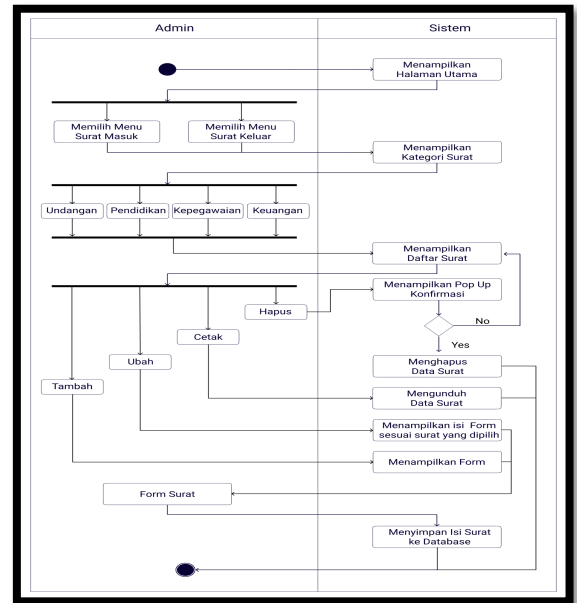 Admin
Sistem
Menampilkan
Halaman Utama
Memilih Menu
Surat Masuk
Memilih Menu
Surat Keluar
Menampilkan
Kategori Surat
Undangan
Pendidikan
Kepegawaian
Keuangan
Menampilkan
Daftar Surat
Menampilkan Pop Up
Konfirmasi
Hapus
No
Cetak
Yes
Ubah
Menghapus
Data Surat
Tambah
Mengunduh
Data Surat
Menampilkan isi Form
sesuai surat yang dipilih
Menampilkan Form
Form Surat
Menyimpan Isi Surat
ke Database